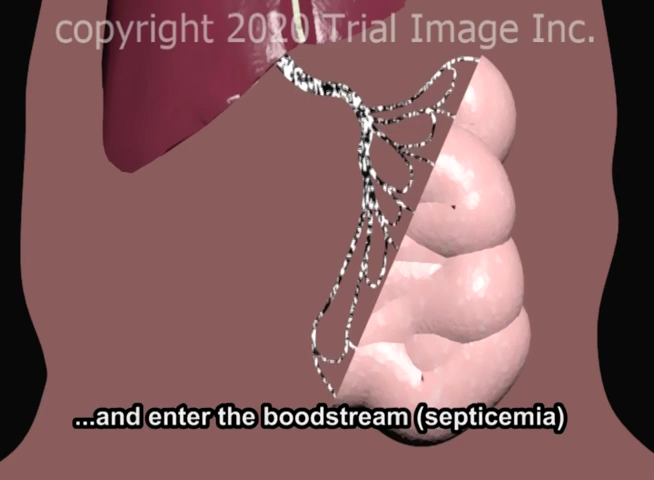 copyright 2020 Trial Image Inc.
...and enter the boodstream (septicemia)